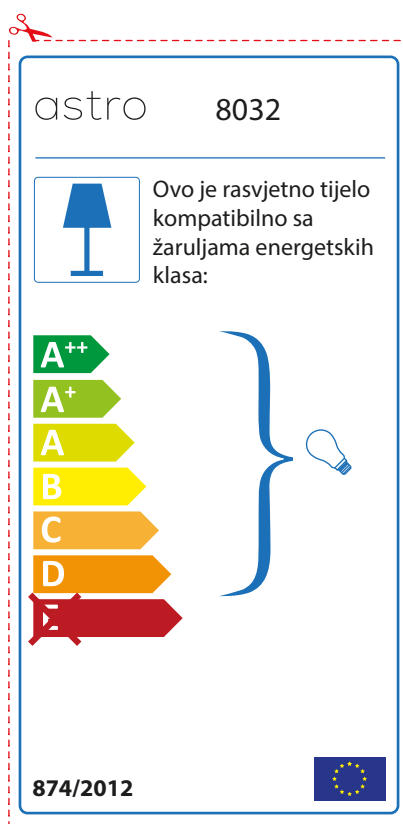 astro 8032
Ovo je rasvjetno tijelo
kompatibilno sa
žaruljama energetskih
klasa:
A++
A+
A
B
C
D
E
874/2012